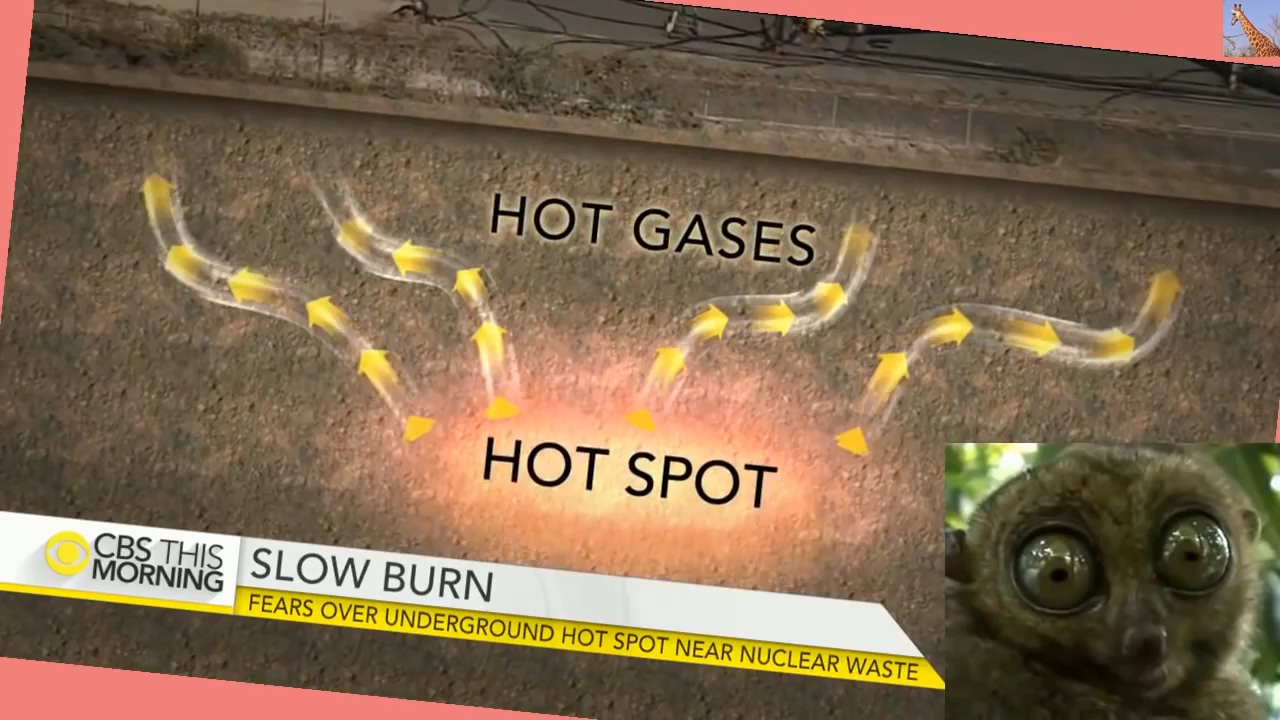 HOT GASES
HOT SPOT
CBS THIS
MORNING
SLOW BURN
FEARS OVER UNDERGROUND HOT SPOT NEAR NUCLEAR WASTE